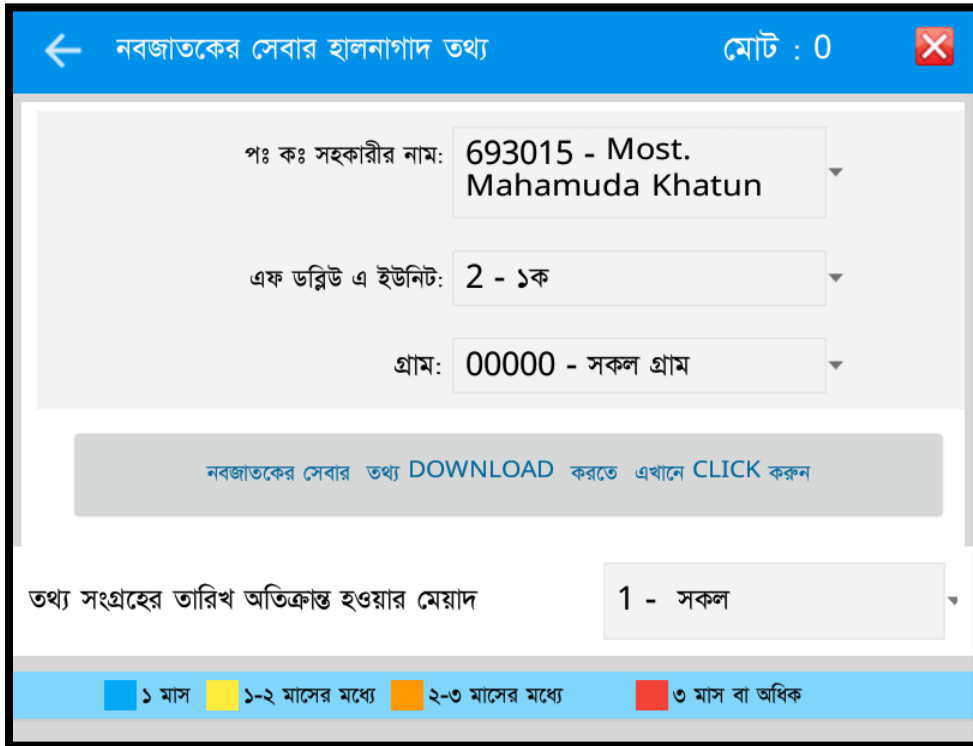 নবজাতকের সেবার হালনাগাদ তথ্য মোট : 0
পঃ কঃ সহকারীর নাম: 693015 - Most.
Mahamuda Khatun
এফ ডব্লিউ এ ইউনিট: 2 - ১ক
গ্রাম: 00000 - সকল গ্রাম
নবজাতকের সেবার তথ্য DOWNLOAD করতে এখানে CLICK করুন
তথ্য সংগ্রহের তারিখ অতিক্রান্ত হওয়ার মেয়াদ 1 - সকল
১ মাস ১-২ মাসের মধ্যে ২-৩ মাসের মধ্যে ৩ মাস বা অধিক